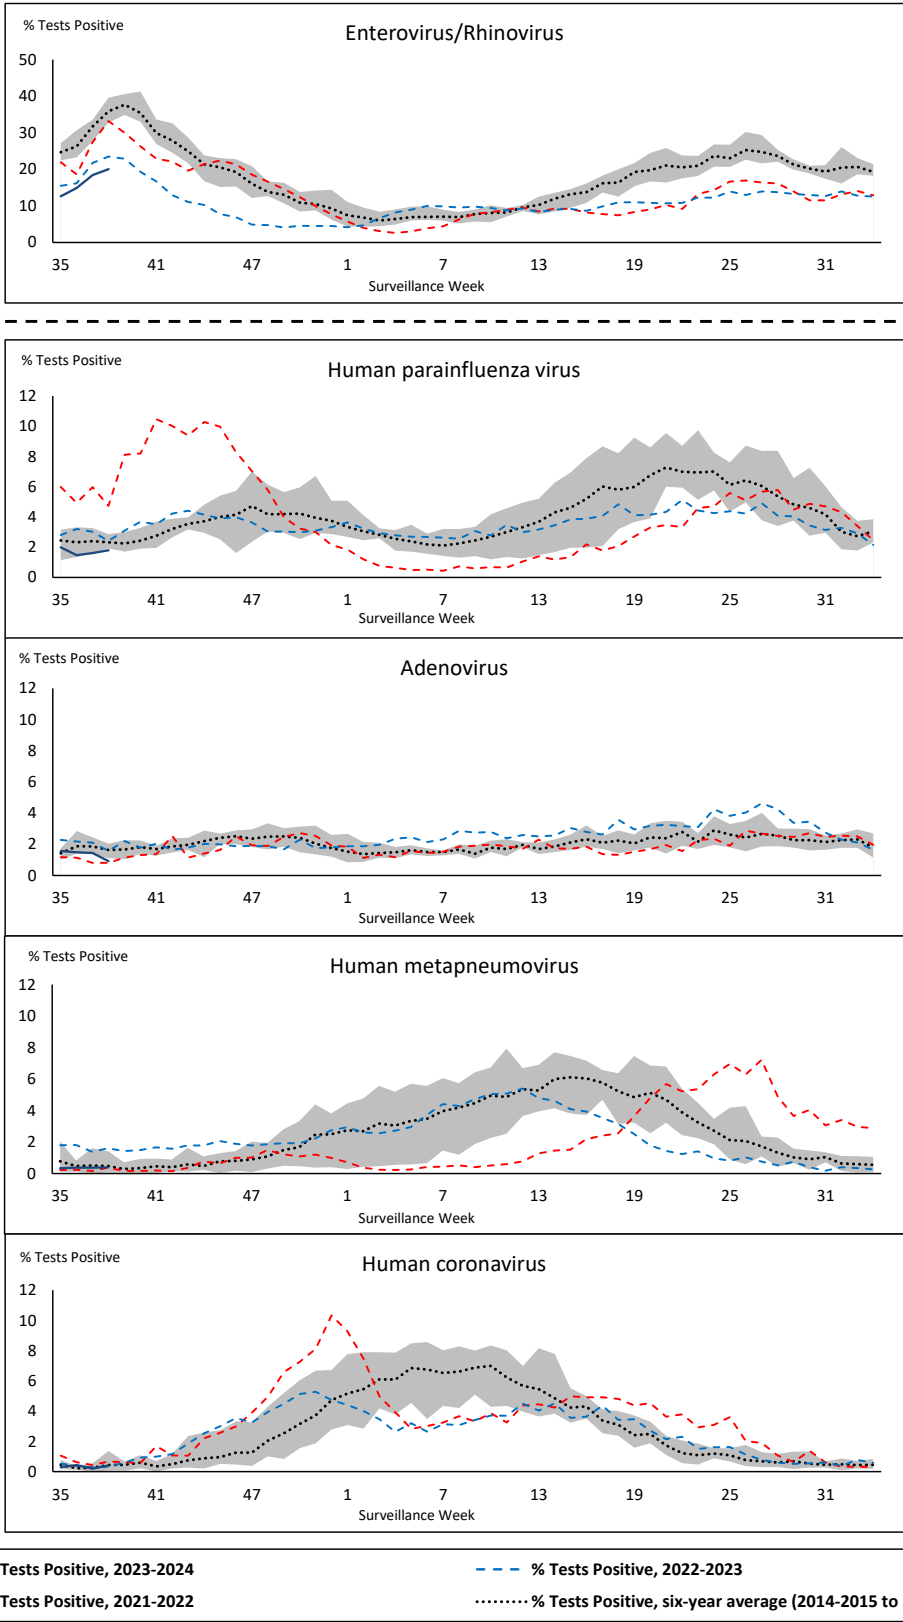 % Tests Positive
Enterovirus/Rhinovirus
50
40
30
20
10
0
35 41 47 1 7 13 19 25 31
Surveillance Week
% Tests Positive
Human parainfluenza virus
12
10
8
6
4
2
0
35 41 47 1 7 13 19 25 31
Surveillance Week
% Tests Positive
Adenovirus
12
10
8
6
4
2
0
35 41 47 1 7 13 19 25 31
Surveillance Week
% Tests Positive
Human metapneumovirus
12
10
8
6
4
2
0
35 41 47 1 7 13 19 25 31
Surveillance Week
% Tests Positive
Human coronavirus
12
10
8
6
4
2
0
35 41 47 1 7 13 19 25 31
Surveillance Week
Tests Positive, 2023-2024 % Tests Positive, 2022-2023
Tests Positive, 2021-2022 % Tests Positive, six-year average (2014-2015 to